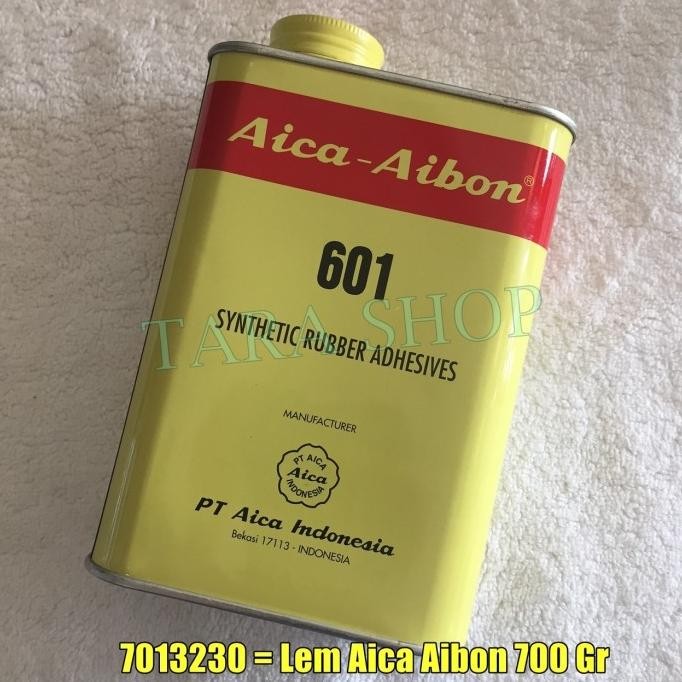 Aica-Aibon®
601
SYNTHETIC RUBBER ADHESIVES
TARA SHOP
MANUFACTURER
PT AICA
Aica
INDONESIA
PT Aica Indonesia
Bekasi 17113 - INDONESIA
7013230 = Lem Aica Aibon 700 Gr